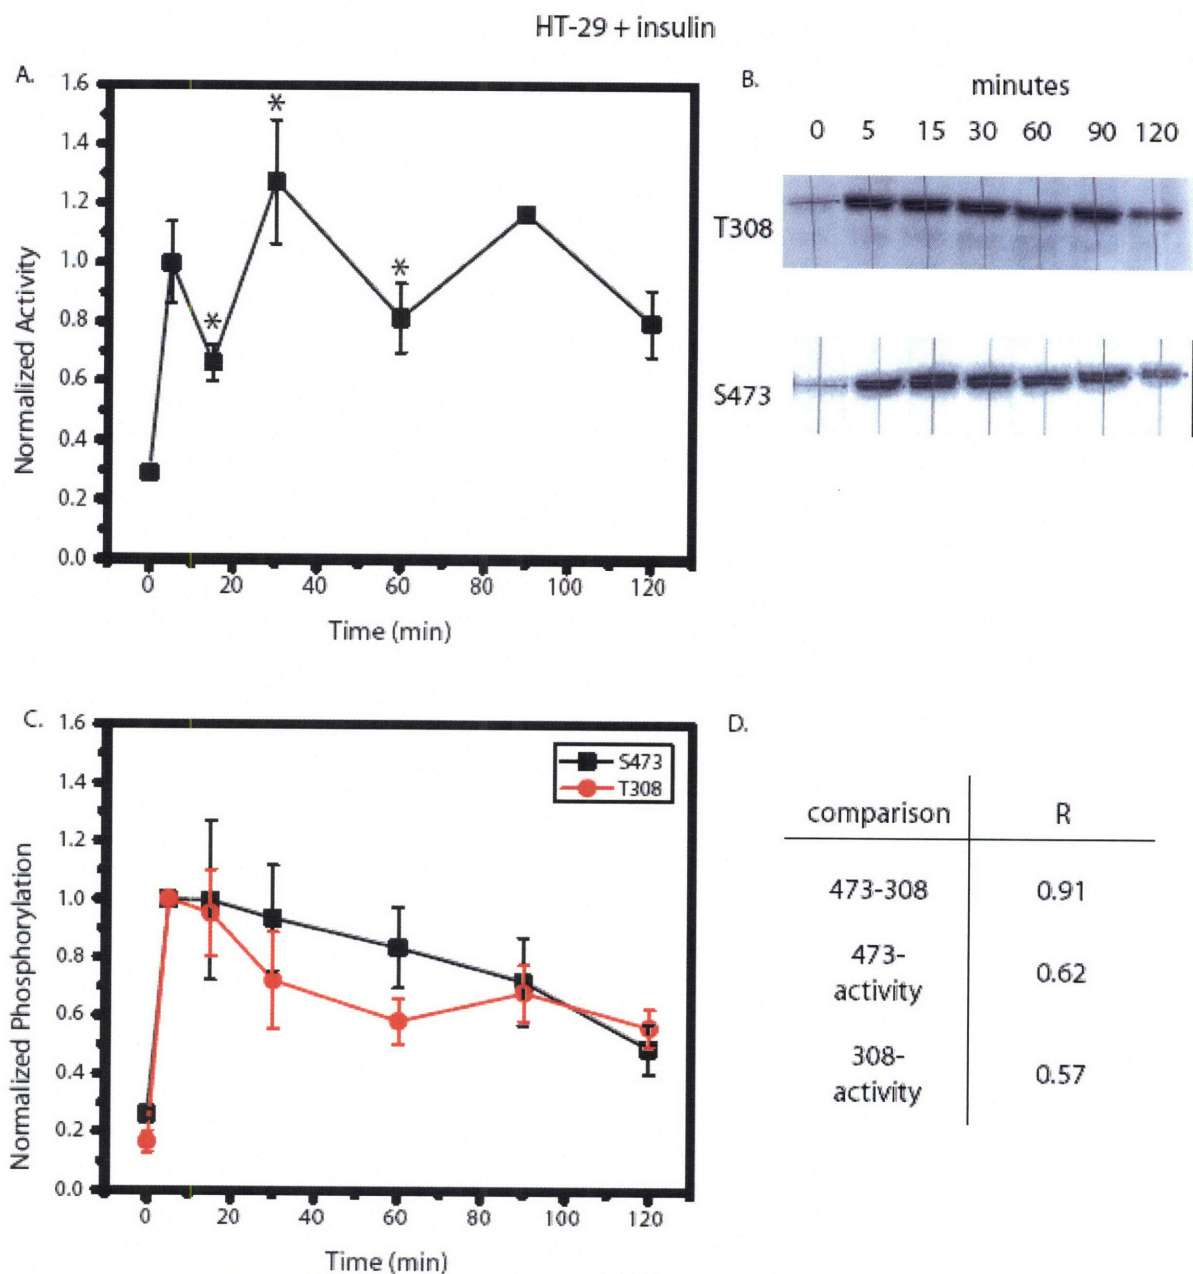 HT-29 + insulin
A.
1.6
1.4
1.2
1.0
0.8
0.6
0.4
0.2
0.0
Normalized Activity
*
*
*
0 20 40 60 80 100 120
Time (min)
B.
minutes
0 5 15 30 60 90 120
T308
S473
C.
1.6
1.4
1.2
1.0
0.8
0.6
0.4
0.2
0.0
Normalized Phosphorylation
S473
T308
0 20 40 60 80 100 120
Time (min)
D.
comparison R
473-308 0.91
473-
activity 0.62
308-
activity 0.57